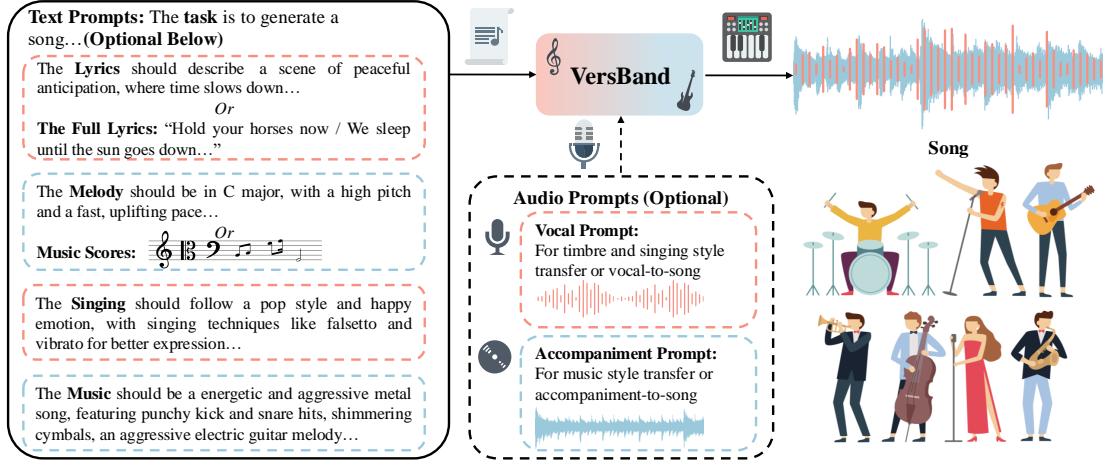 Text Prompts: The task is to generate a
song…(Optional Below)
The Lyrics should describe a scene of peaceful
anticipation, where time slows down…
Or
The Full Lyrics: “Hold your horses now / We sleep
until the sun goes down…”
The Melody should be in C major, with a high pitch
and a fast, uplifting pace…
Or
Music Scores:
The Singing should follow a pop style and happy
emotion, with singing techniques like falsetto and
vibrato for better expression…
The Music should be a energetic and aggressive metal
song, featuring punchy kick and snare hits, shimmering
cymbals, an aggressive electric guitar melody…
VersBand
Audio Prompts (Optional)
Vocal Prompt:
For timbre and singing style
transfer or vocal-to-song
Accompaniment Prompt:
For music style transfer or
accompaniment-to-song
Song